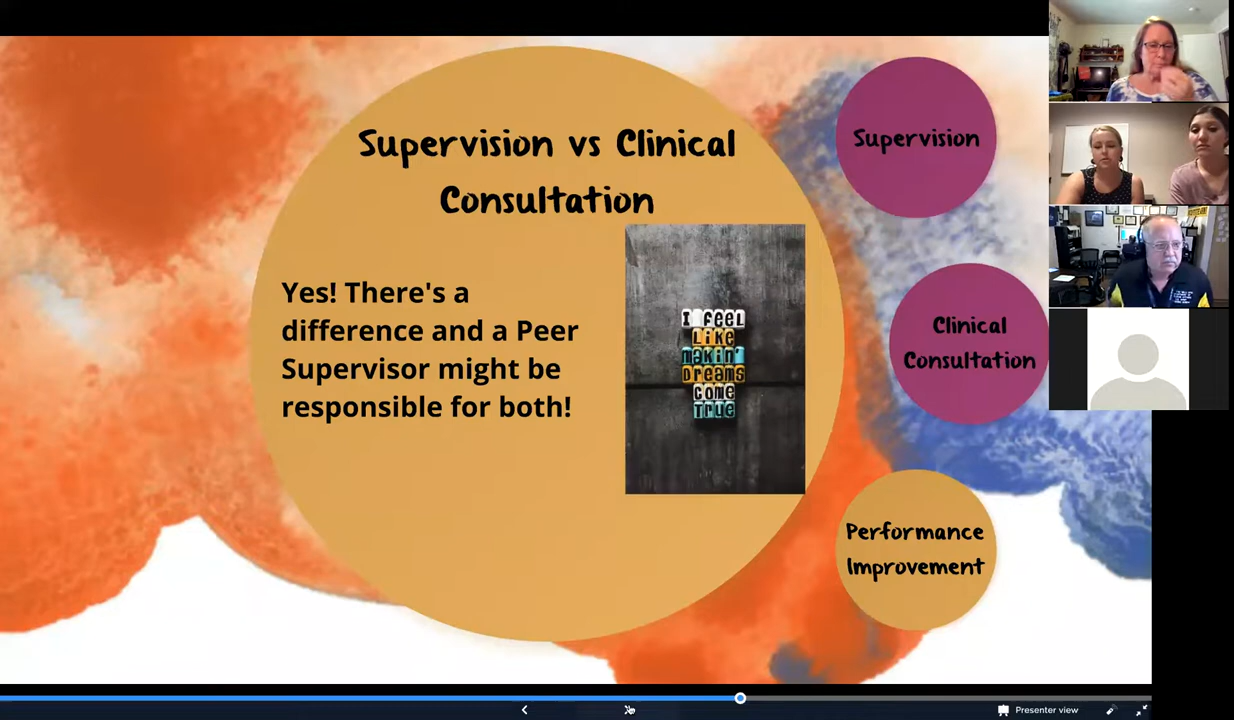 Supervision vs Clinical
Consultation
Yes! There's a
difference and a Peer
Supervisor might be
responsible for both!
I feel
Like
makin'
DREAMS
Come
True
Supervision
Clinical
Consultation
Performance
Improvement
Presenter view